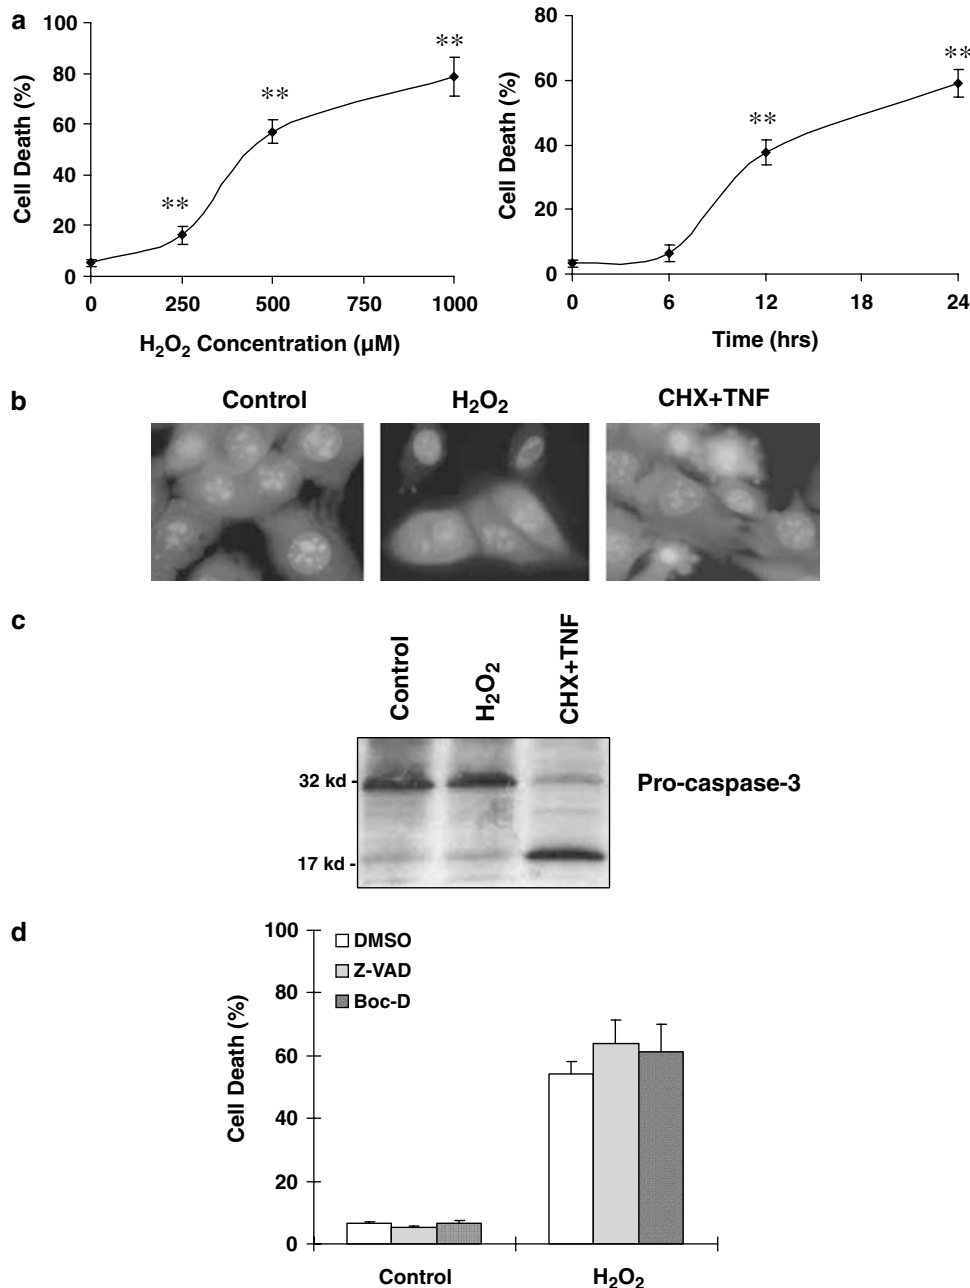 a
Cell Death (%)
100
80
60
40
20
0
**
**
**
0 250 500 750 1000
H₂O₂ Concentration (µM)
Cell Death (%)
80
60
40
20
0
**
**
0 6 12 18 24
Time (hrs)
b
Control
H₂O₂
CHX+TNF
c
Control
H₂O₂
CHX+TNF
32 kd -
17 kd -
Pro-caspase-3
d
Cell Death (%)
100
80
60
40
20
0
DMSO
Z-VAD
Boc-D
Control
H₂O₂